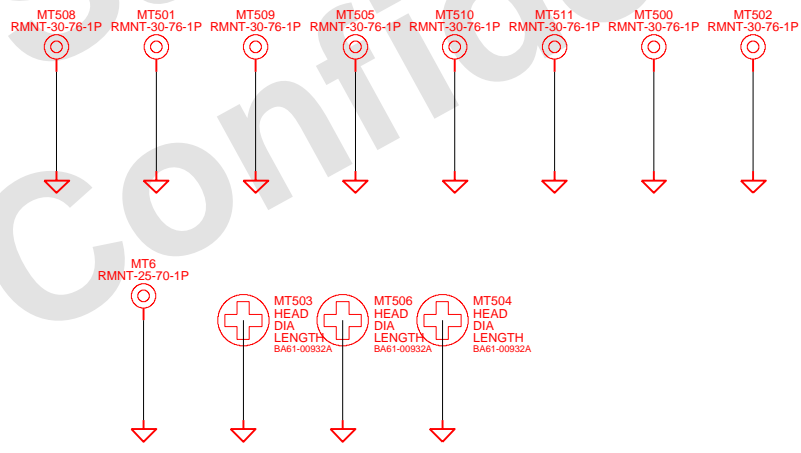 MT508
RMNT-30-76-1P
MT501
RMNT-30-76-1P
MT509
RMNT-30-76-1P
MT505
RMNT-30-76-1P
MT510
RMNT-30-76-1P
MT511
RMNT-30-76-1P
MT500
RMNT-30-76-1P
MT502
RMNT-30-76-1P
MT6
RMNT-25-70-1P
MT503
HEAD
DIA
LENGTH
BA61-00932A
MT506
HEAD
DIA
LENGTH
BA61-00932A
MT504
HEAD
DIA
LENGTH
BA61-00932A